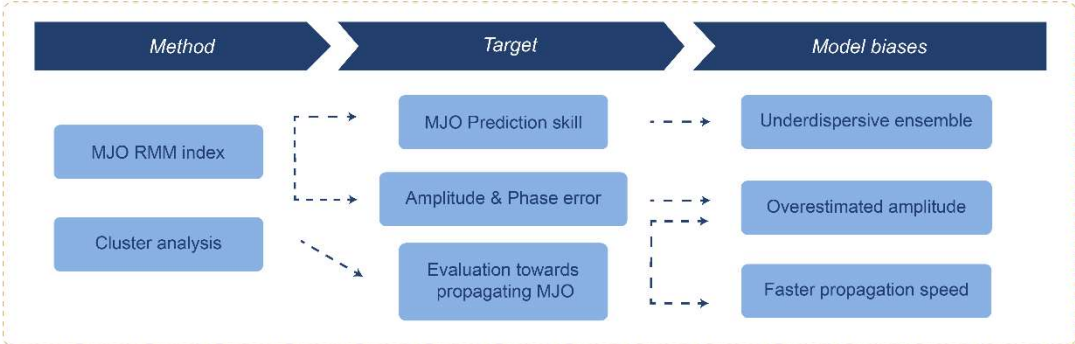 Method
Target
Model biases
MJO RMM index
Cluster analysis
MJO Prediction skill
Amplitude & Phase error
Evaluation towards
propagating MJO
Underdispersive ensemble
Overestimated amplitude
Faster propagation speed